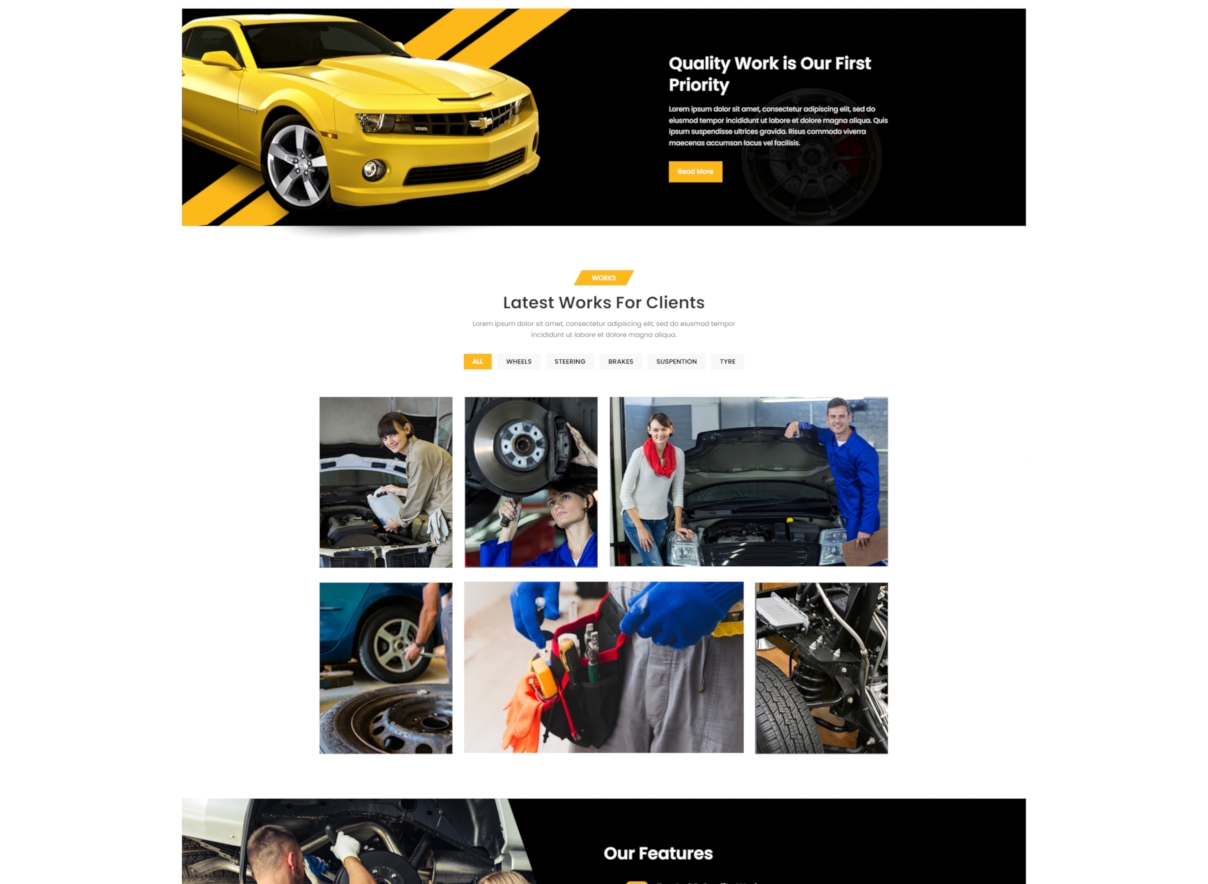 Quality Work is Our First
Priority
Lorem ipsum dolor sit amet, consectetur adipiscing elit, sed do
eiusmod tempor incididunt ut labore et dolore magna aliqua. Quis
ipsum suspendisse ultrices gravida. Risus commodo viverra
maecenas accumsan lacus vel facilisis.
Read More
WORKS
Latest Works For Clients
Lorem ipsum dolor sit amet, consectetur adipiscing elit, sed do eiusmod tempor
incididunt ut labore et dolore magna aliqua.
ALL WHEELS STEERING BRAKES SUSPENTION TYRE
Our Features